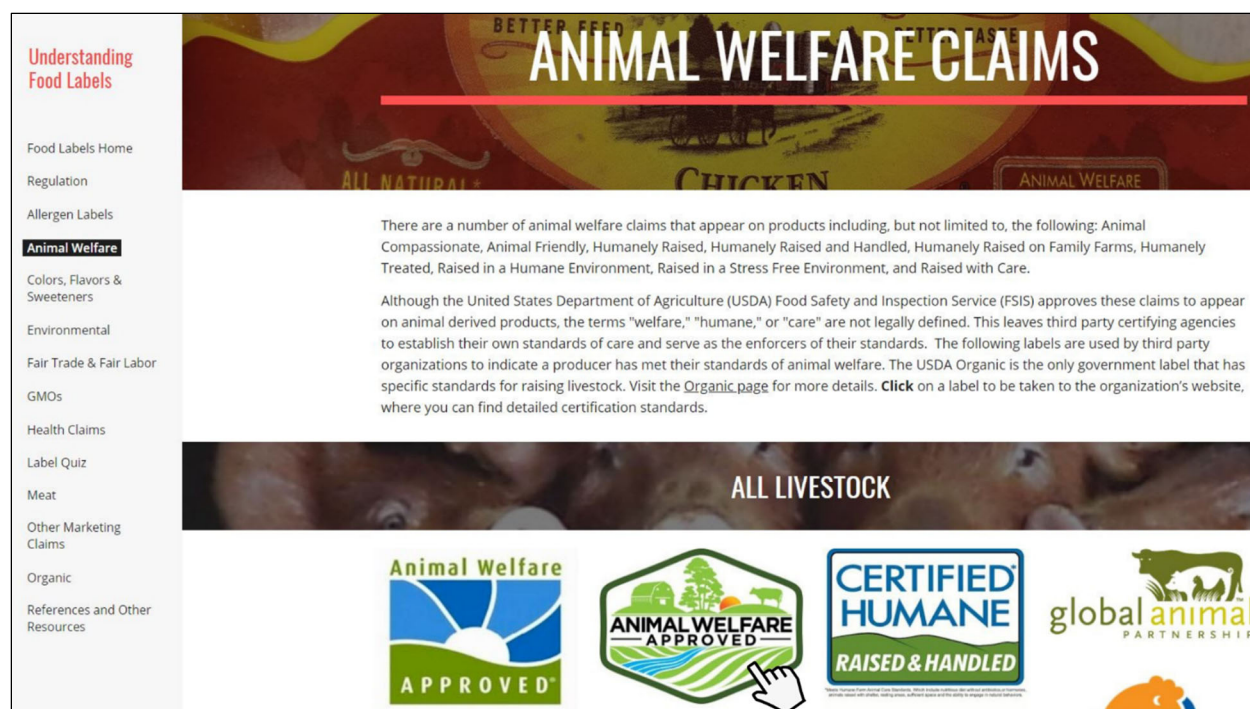 Understanding
Food Labels
Food Labels Home
Regulation
Allergen Labels
Animal Welfare
Colors, Flavors &
Sweeteners
Environmental
Fair Trade & Fair Labor
GMOs
Health Claims
Label Quiz
Meat
Other Marketing
Claims
Organic
References and Other
Resources
BETTER FEED
BETTER TASTE
ANIMAL WELFARE CLAIMS
ALL NATURAL*
CHICKEN
ANIMAL WELFARE
There are a number of animal welfare claims that appear on products including, but not limited to, the following: Animal
Compassionate, Animal Friendly, Humanely Raised, Humanely Raised and Handled, Humanely Raised on Family Farms, Humanely
Treated, Raised in a Humane Environment, Raised in a Stress Free Environment, and Raised with Care.
Although the United States Department of Agriculture (USDA) Food Safety and Inspection Service (FSIS) approves these claims to appear
on animal derived products, the terms "welfare," "humane," or "care" are not legally defined. This leaves third party certifying agencies
to establish their own standards of care and serve as the enforcers of their standards.  The following labels are used by third party
organizations to indicate a producer has met their standards of animal welfare. The USDA Organic is the only government label that has
specific standards for raising livestock. Visit the Organic page for more details. Click on a label to be taken to the organization's website,
where you can find detailed certification standards.
ALL LIVESTOCK
Animal Welfare
APPROVED®
ANIMAL WELFARE
APPROVED
CERTIFIED
HUMANE®
RAISED & HANDLED
global animal
PARTNERSHIP